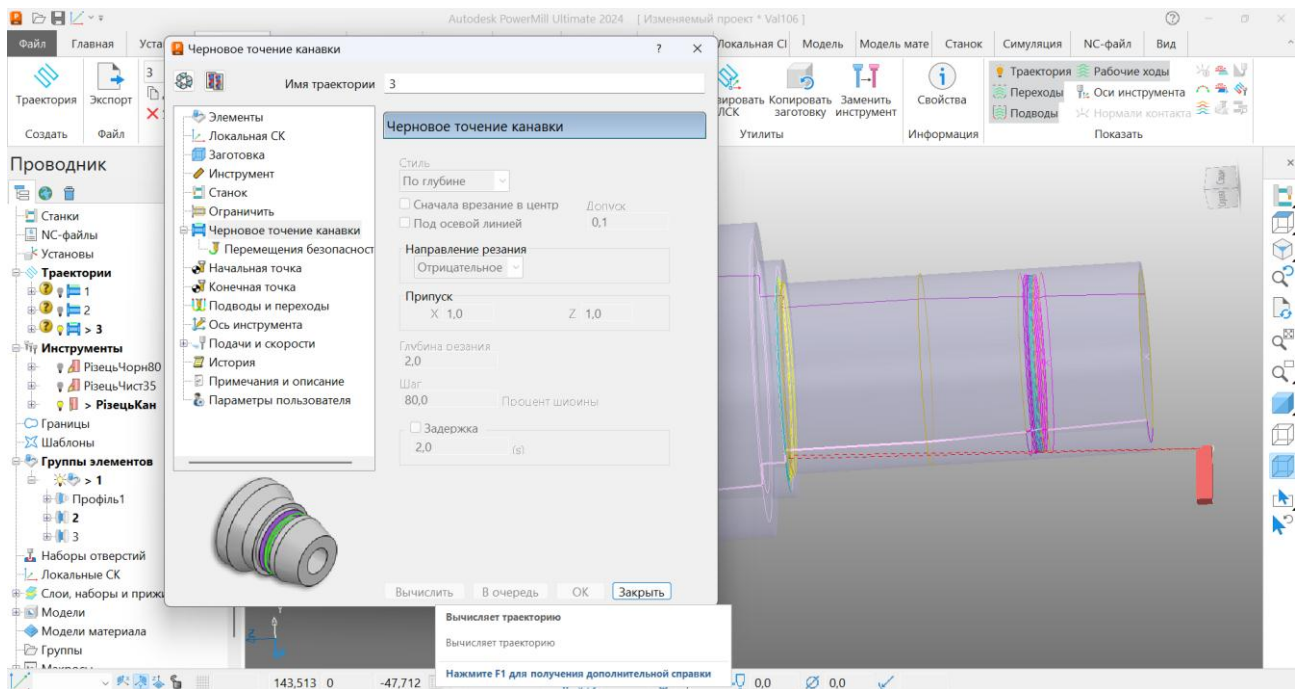 Autodesk PowerMill Ultimate 2024 [ Изменяемый проект * Val106 ]
Файл Главная Уста Локальная СІ Модель Модель мате Станок Симуляция NC-файл Вид
Черновое точение канавки ? ×
Имя траектории 3
Траектория Экспорт 3
Создать Файл
ировать Копировать Заменить
ЛСК заготовку инструмент
Утилиты
Свойства
Информация
Траектория Рабочие ходы
Переходы Оси инструмента
Подводы Нормали контакта
Показать
Проводник
Станки
NC-файлы
Установы
Траектории
1
2
> 3
Инструменты
РізецьЧорн80
РізецьЧист35
> РізецьКан
Границы
Шаблоны
Группы элементов
> 1
Профіль1
2
3
Наборы отверстий
Локальные СК
Слои, наборы и прижи
Модели
Модели материала
Группы
Элементы
Локальная СК
Заготовка
Инструмент
Станок
Ограничить
Черновое точение канавки
Перемещения безопасност
Начальная точка
Конечная точка
Подводы и переходы
Ось инструмента
Подачи и скорости
История
Примечания и описание
Параметры пользователя
Черновое точение канавки
Стиль
По глубине
Сначала врезание в центр Допуск
Под осевой линией 0,1
Направление резания
Отрицательное
Припуск
X 1,0 Z 1,0
Глубина резания
2,0
Шаг
80,0 Процент ширины
Задержка
2,0 (s)
Вычислить В очередь ОК Закрыть
Вычисляет траекторию
Вычисляет траекторию
Нажмите F1 для получения дополнительной справки
Z
143,513 0 -47,712 0,0 0,0